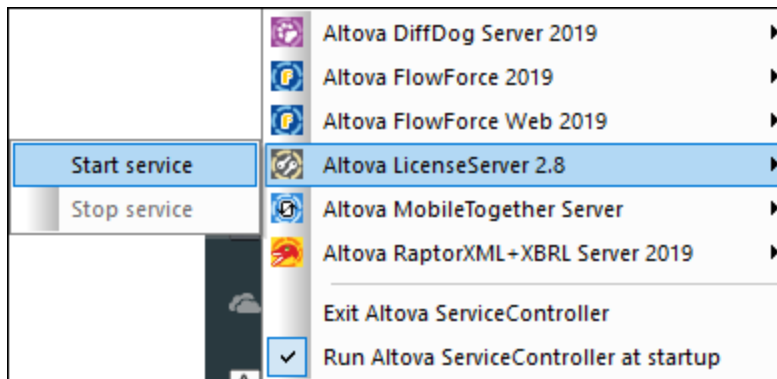 Altova DiffDog Server 2019
Altova FlowForce 2019
Altova FlowForce Web 2019
Start service
Altova LicenseServer 2.8
Stop service
Altova MobileTogether Server
Altova RaptorXML+XBRL Server 2019
Exit Altova ServiceController
Run Altova ServiceController at startup